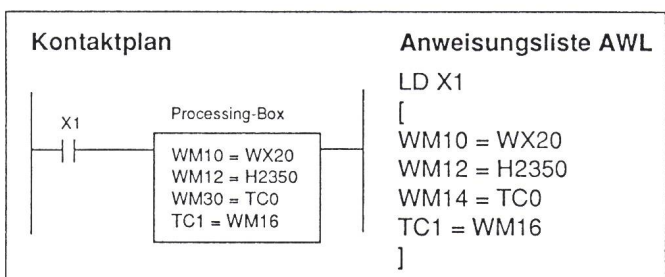 Kontaktplan
X1
Processing-Box
WM10 = WX20
WM12 = H2350
WM30 = TC0
TC1 = WM16
Anweisungsliste AWL
LD X1
[
WM10 = WX20
WM12 = H2350
WM14 = TC0
TC1 = WM16
]